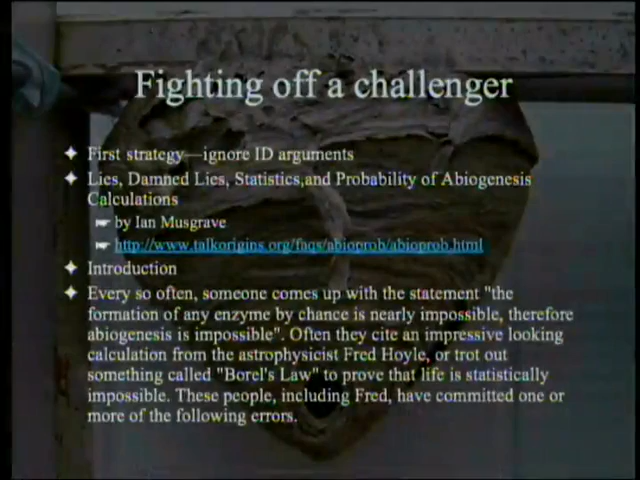 Fighting off a challenger
First strategy—ignore ID arguments
Lies, Damned Lies, Statistics,and Probability of Abiogenesis
Calculations
by Ian Musgrave
http://www.talkorigins.org/faqs/abioprob/abioprob.html
Introduction
Every so often, someone comes up with the statement "the
formation of any enzyme by chance is nearly impossible, therefore
abiogenesis is impossible". Often they cite an impressive looking
calculation from the astrophysicist Fred Hoyle, or trot out
something called "Borel's Law" to prove that life is statistically
impossible. These people, including Fred, have committed one or
more of the following errors.